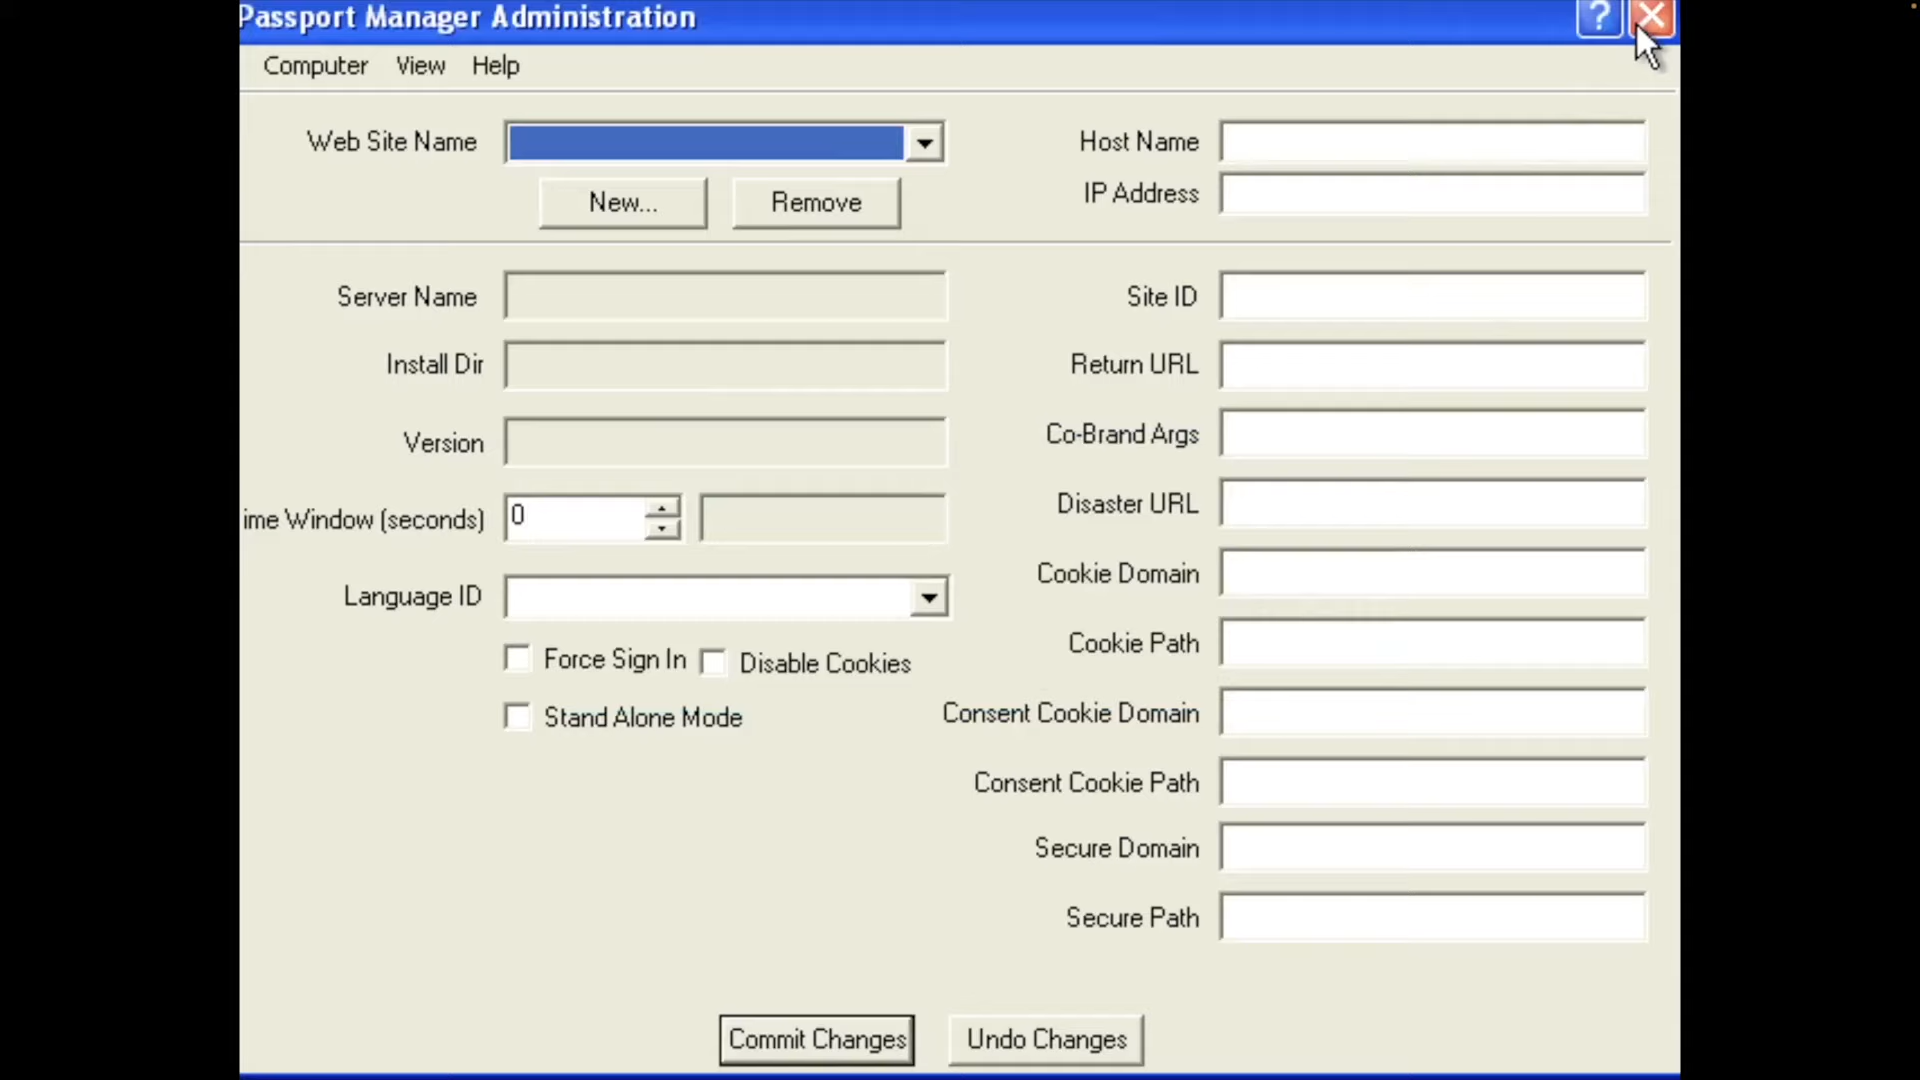 Passport Manager Administration
Computer View Help
Web Site Name
New... Remove
Host Name
IP Address
Server Name
Install Dir
Version
ime Window (seconds) 0
Language ID
Force Sign In Disable Cookies
Stand Alone Mode
Site ID
Return URL
Co-Brand Args
Disaster URL
Cookie Domain
Cookie Path
Consent Cookie Domain
Consent Cookie Path
Secure Domain
Secure Path
Commit Changes Undo Changes